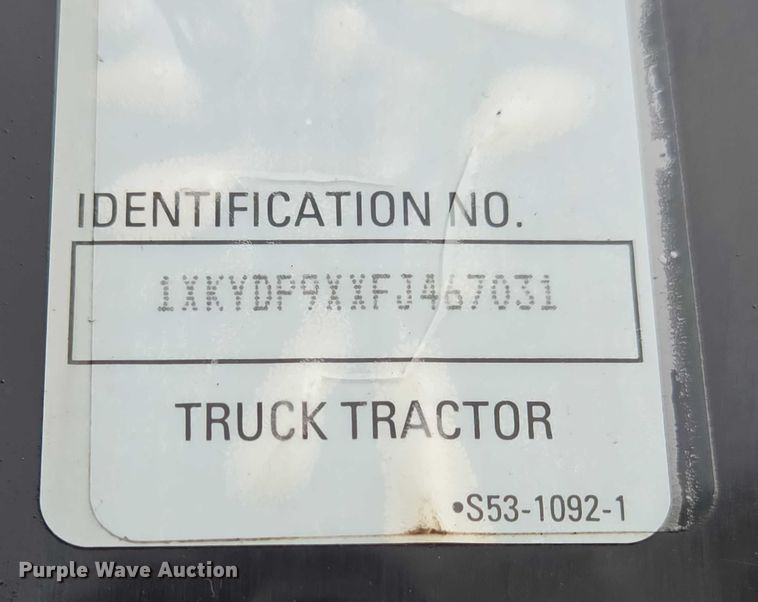 IDENTIFICATION NO.
1XKYDP9XXFJ467031
TRUCK TRACTOR
•S53-1092-1
Purple Wave Auction